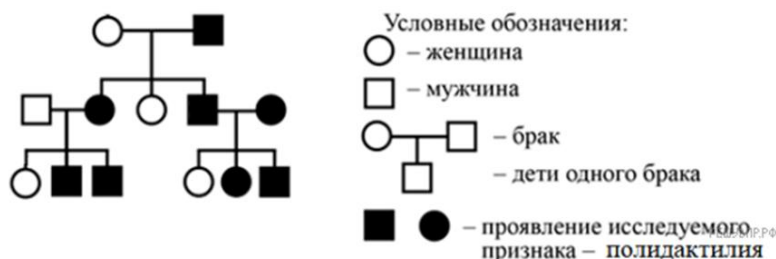 Условные обозначения:
– женщина
– мужчина
– брак
– дети одного брака
– проявление исследуемого
признака – полидактилия